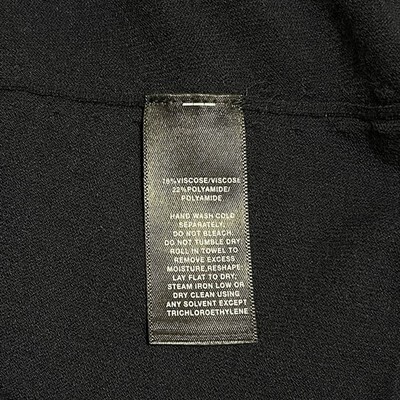 78%VISCOSE/VISCOSE
22%POLYAMIDE/
POLYAMIDE
HAND WASH COLD
SEPARATELY;
DO NOT BLEACH;
DO NOT TUMBLE DRY
ROLL IN TOWEL TO
REMOVE EXCESS
MOISTURE,RESHAPE;
LAY FLAT TO DRY;
STEAM IRON LOW OR
DRY CLEAN USING
ANY SOLVENT EXCEPT
TRICHLOROETHYLENE